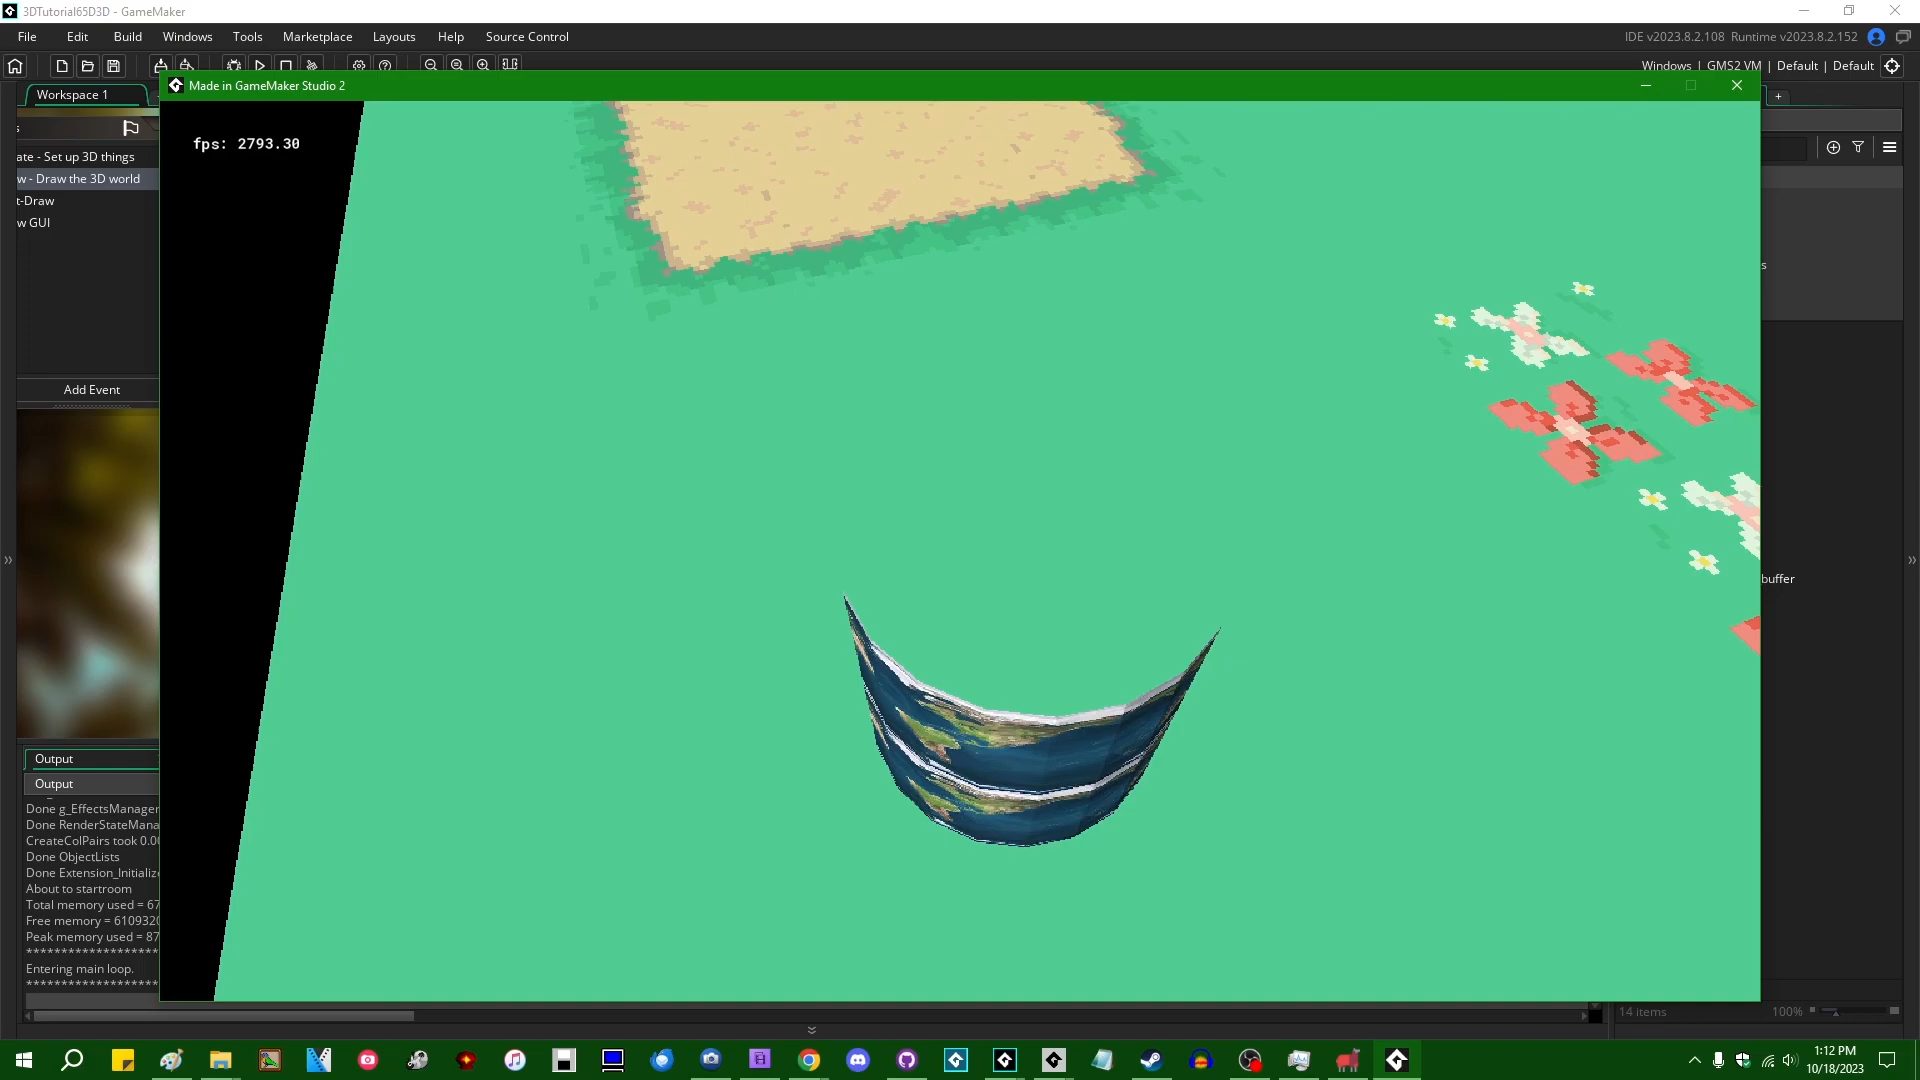 3DTutorial65D3D - GameMaker
File Edit Build Windows Tools Marketplace Layouts Help Source Control
IDE v2023.8.2.108 Runtime v2023.8.2.152
Windows | GMS2 VM | Default | Default
Workspace 1
Made in GameMaker Studio 2
fps: 2793.30
s
ate - Set up 3D things
w - Draw the 3D world
t-Draw
w GUI
s
Add Event
buffer
Output
Output
Done g_EffectsManager
Done RenderStateMana
CreateColPairs took 0.00
Done ObjectLists
Done Extension_Initializ
About to startroom
Total memory used = 67
Free memory = 6109320
Peak memory used = 87
********************
Entering main loop.
********************
14 items
100%
1:12 PM
10/18/2023